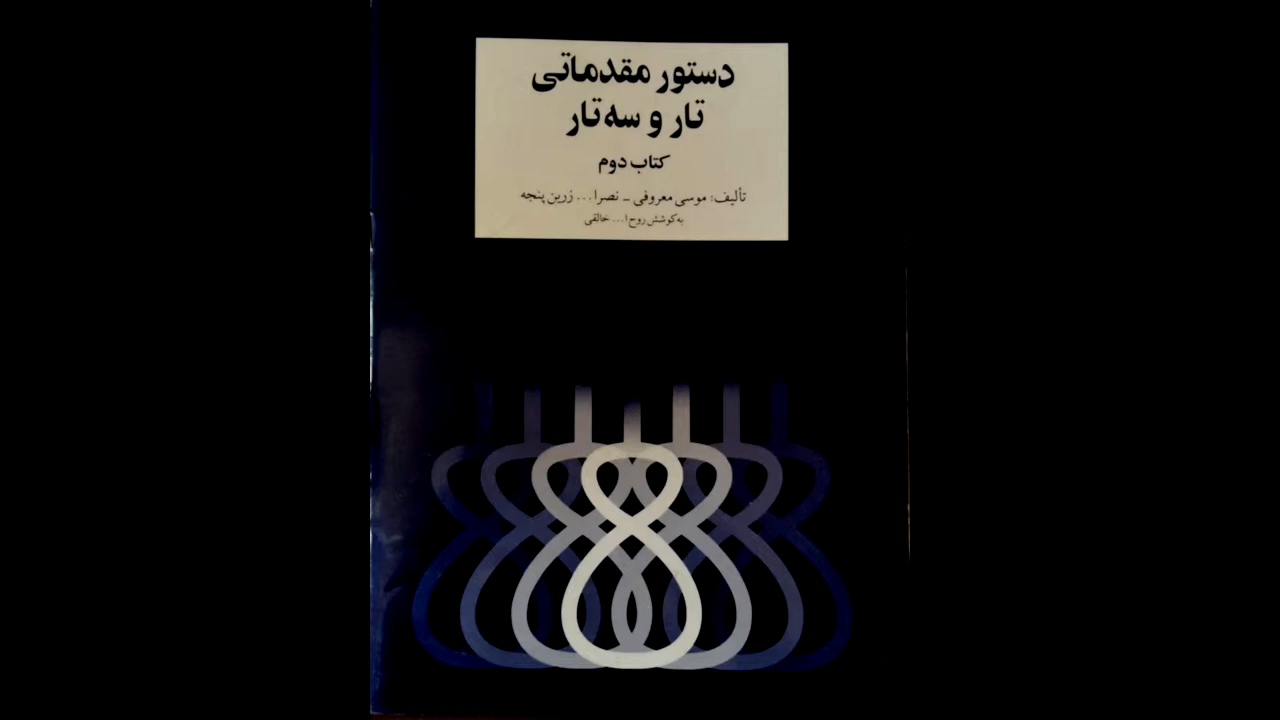 دستور مقدماتی
تار و سه‌تار
کتاب دوم
تألیف: موسی معروفی - نصرا... زرین پنجه
به‌کوشش روح ا... خالقی